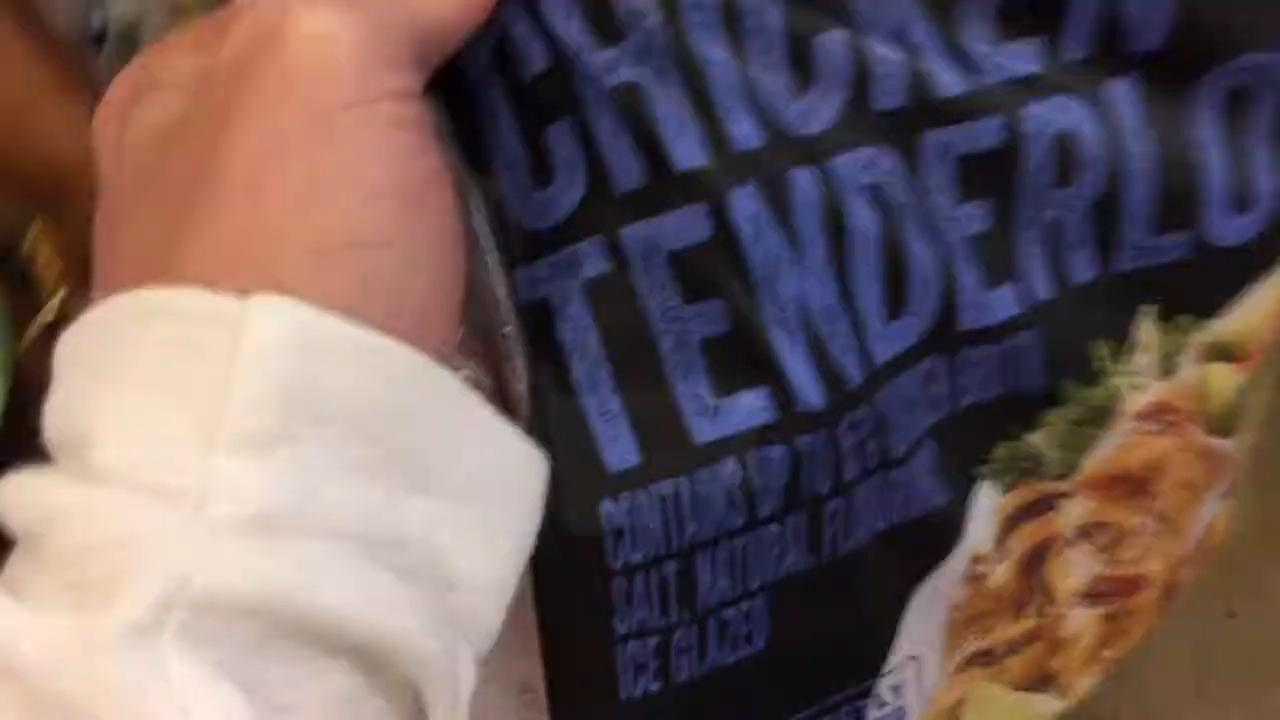 CHICKEN
TENDERLO
CONTAINS UP TO
SALT, NATURAL FLAVORING
ICE GLAZED